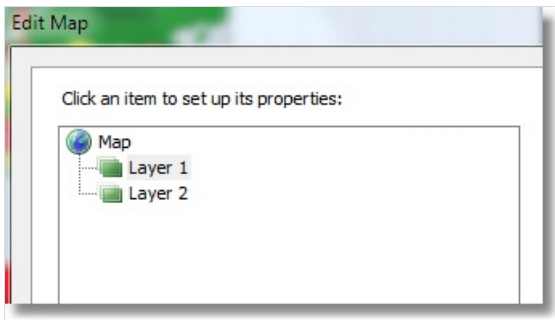 Edit Map
Click an item to set up its properties:
Map
Layer 1
Layer 2